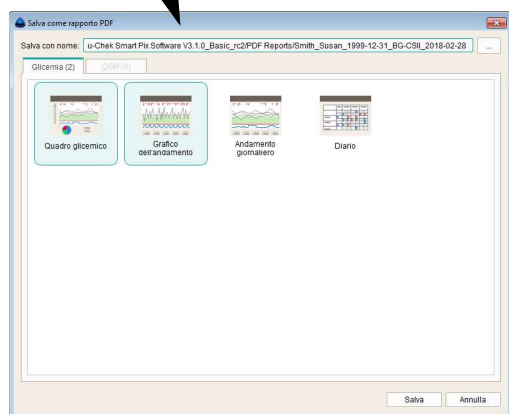 Salva come rapporto PDF
Salva con nome: u-Chek Smart Pix Software V3.1.0_Basic_rc2/PDF Reports/Smith_Susan_1999-12-31_BG-CSII_2018-02-28 ...
Glicemia (2) CGM (0)
Quadro glicemico
Grafico
dell'andamento
Andamento
giornaliero
Diario
Salva Annulla